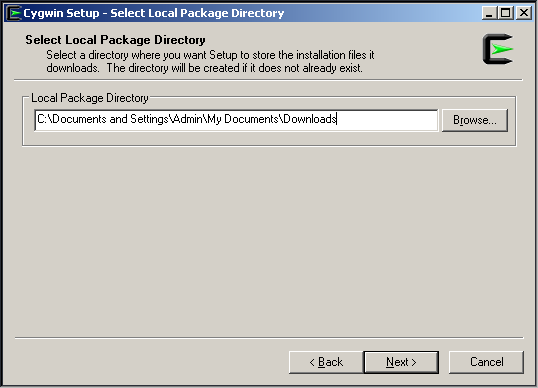 Cygwin Setup - Select Local Package Directory
Select Local Package Directory
Select a directory where you want Setup to store the installation files it
downloads.  The directory will be created if it does not already exist.
Local Package Directory
C:\Documents and Settings\Admin\My Documents\Downloads
Browse...
< Back
Next >
Cancel